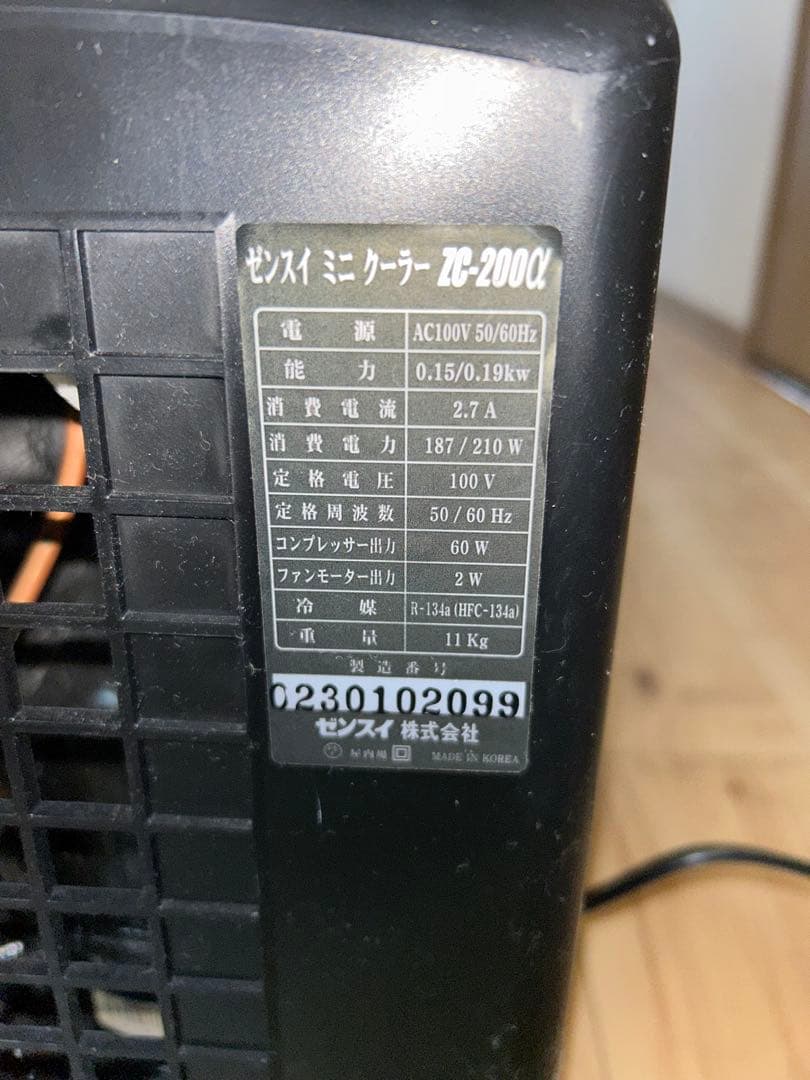 ゼンスイ ミニ クーラー ZC-200α
電源 AC100V 50/60Hz
能力 0.15/0.19kw
消費電流 2.7 A
消費電力 187 / 210 W
定格電圧 100 V
定格周波数 50 / 60 Hz
コンプレッサー出力 60 W
ファンモーター出力 2 W
冷媒 R-134a (HFC-134a)
重量 11 Kg
製造番号
0230102099
ゼンスイ 株式会社
屋内用 MADE IN KOREA